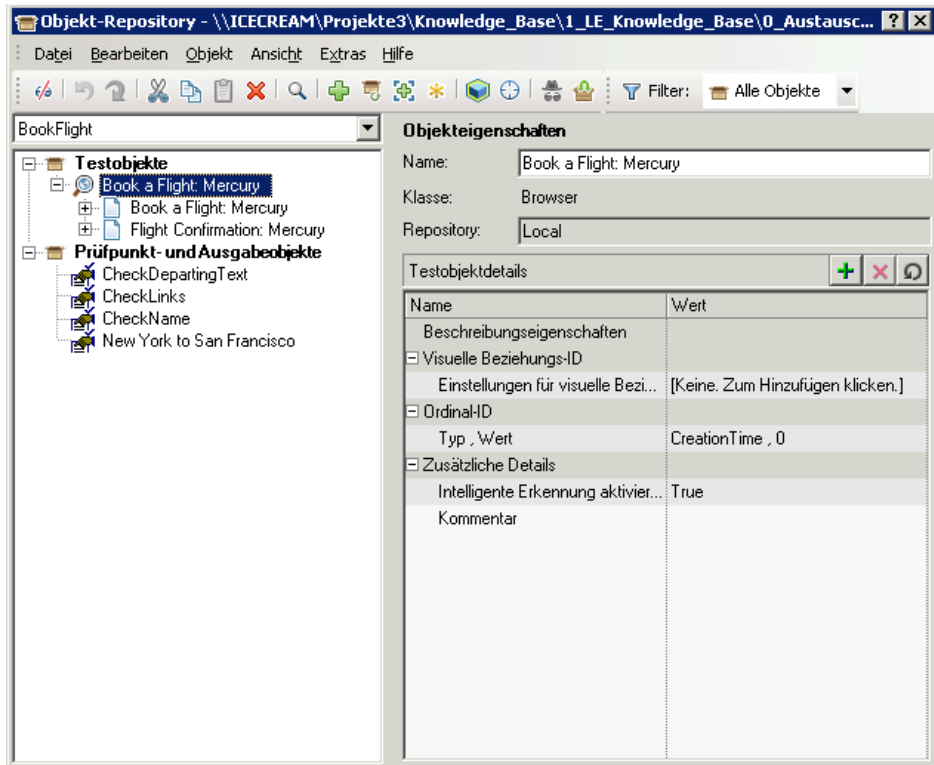 Objekt-Repository - \\ICECREAM\Projekte3\Knowledge_Base\1_LE_Knowledge_Base\0_Austausc...
Datei Bearbeiten Objekt Ansicht Extras Hilfe
Filter: Alle Objekte
BookFlight
Testobjekte
Book a Flight: Mercury
Book a Flight: Mercury
Flight Confirmation: Mercury
Prüfpunkt- und Ausgabeobjekte
CheckDepartingText
CheckLinks
CheckName
New York to San Francisco
Objekteigenschaften
Name: Book a Flight: Mercury
Klasse: Browser
Repository: Local
Testobjektdetails
Name Wert
Beschreibungseigenschaften
Visuelle Beziehungs-ID
Einstellungen für visuelle Bezi... [Keine. Zum Hinzufügen klicken.]
Ordinal-ID
Typ , Wert CreationTime , 0
Zusätzliche Details
Intelligente Erkennung aktivier... True
Kommentar